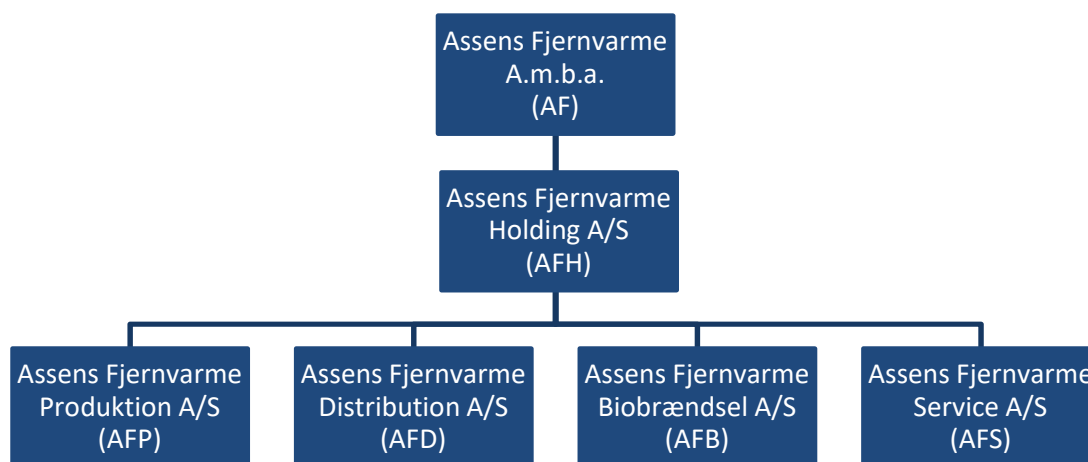 Assens Fjernvarme
A.m.b.a.
(AF)
Assens Fjernvarme
Holding A/S
(AFH)
Assens Fjernvarme
Produktion A/S
(AFP)
Assens Fjernvarme
Distribution A/S
(AFD)
Assens Fjernvarme
Biobrændsel A/S
(AFB)
Assens Fjernvarme
Service A/S
(AFS)